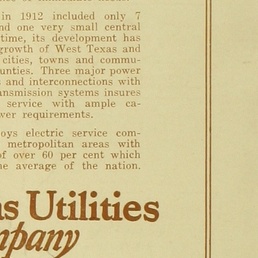 in 1912 included only 7
nd one very small central
time, its development has
growth of West Texas and
cities, towns and commu-
unties. Three major power
s and interconnections with
ansmission systems insures
service with ample ca-
wer requirements.
oys electric service com-
metropolitan areas with
of over 60 per cent which
he average of the nation.
as Utilities
mpany